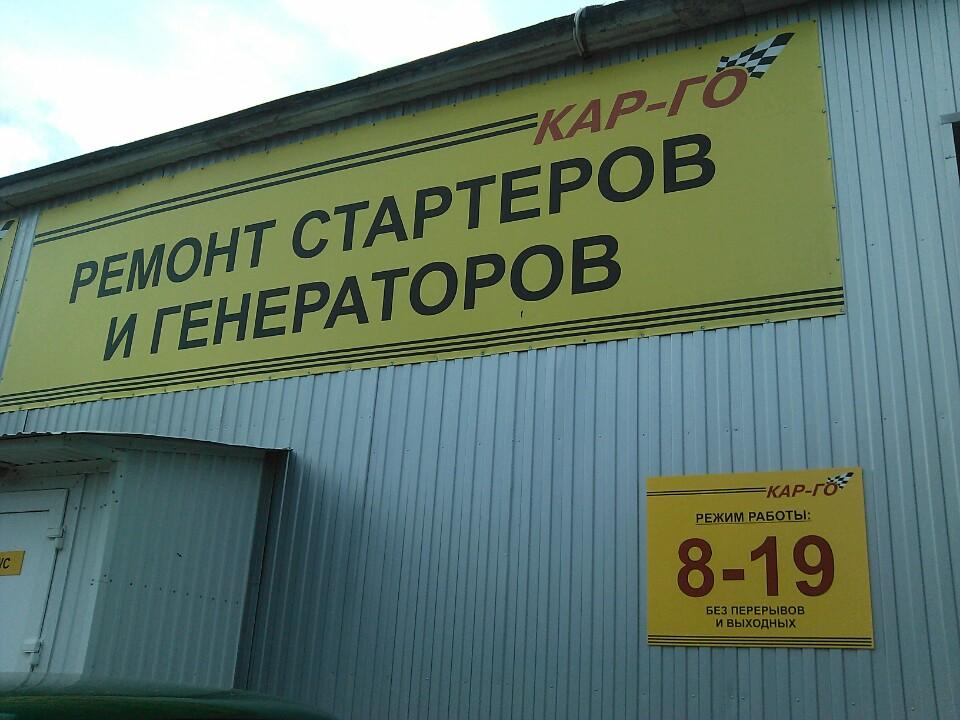 КАР-ГО
РЕМОНТ СТАРТЕРОВ
И ГЕНЕРАТОРОВ
КАР-ГО
РЕЖИМ РАБОТЫ:
8-19
БЕЗ ПЕРЕРЫВОВ
И ВЫХОДНЫХ